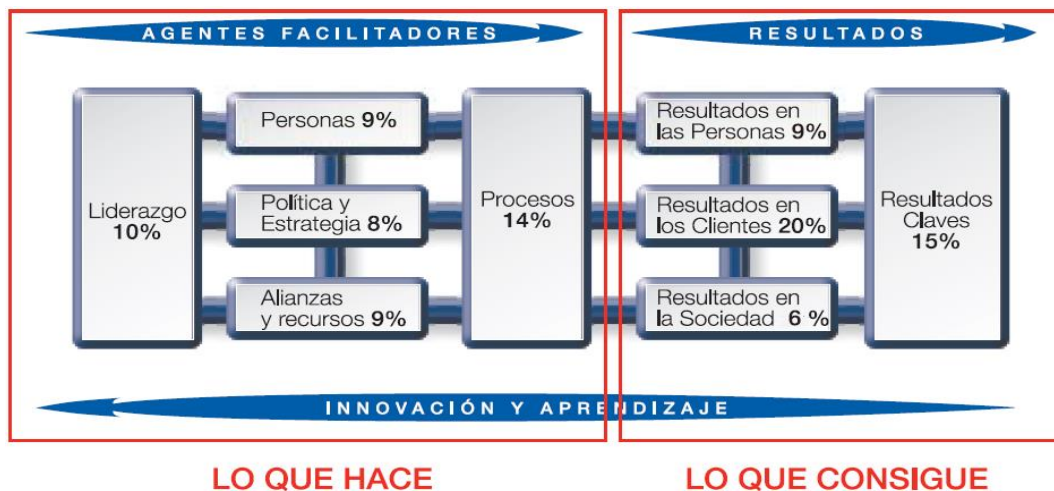 AGENTES FACILITADORES
RESULTADOS
Liderazgo
10%
Personas 9%
Política y
Estrategia 8%
Alianzas
y recursos 9%
Procesos
14%
Resultados en
las Personas 9%
Resultados en
los Clientes 20%
Resultados en
la Sociedad 6 %
Resultados
Claves
15%
INNOVACIÓN Y APRENDIZAJE
LO QUE HACE
LO QUE CONSIGUE